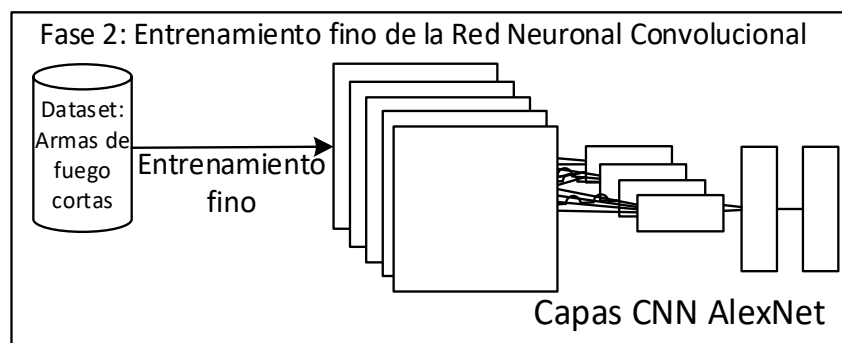 Fase 2: Entrenamiento fino de la Red Neuronal Convolucional
Dataset:
Armas de
fuego
cortas
Entrenamiento
fino
Capas CNN AlexNet